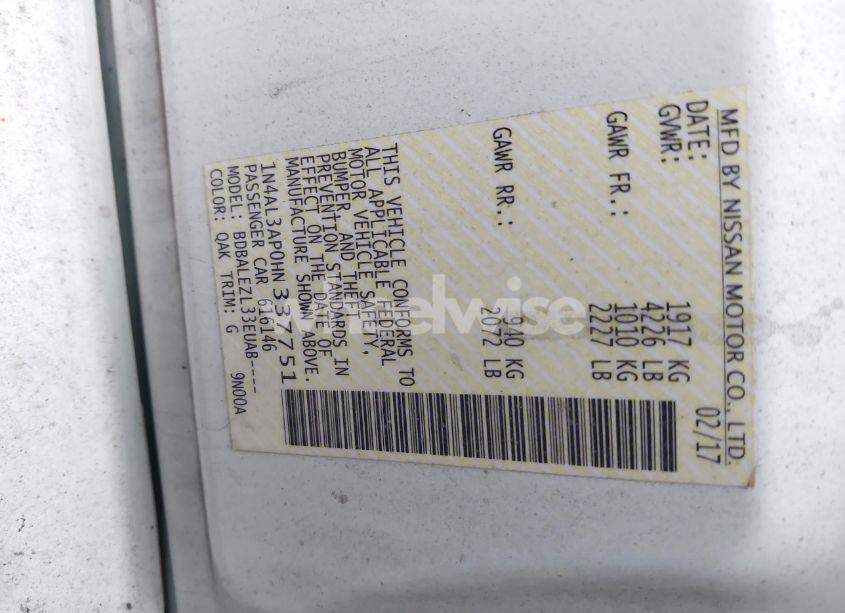 MFD BY NISSAN MOTOR CO., LTD.
DATE: 02/17
GVWR: 1917 KG
4226 LB
GAWR FR.: 1010 KG
2227 LB
GAWR RR.: 940 KG
2072 LB
THIS VEHICLE CONFORMS TO
ALL APPLICABLE FEDERAL
MOTOR VEHICLE SAFETY,
BUMPER, AND THEFT
PREVENTION STANDARDS IN
EFFECT ON THE DATE OF
MANUFACTURE SHOWN ABOVE.
1N4AL3AP0HN337751
PASSENGER CAR 616146
MODEL: BDBALEZL33EUAB----
COLOR: QAK TRIM: G 9N00A
wheelwise